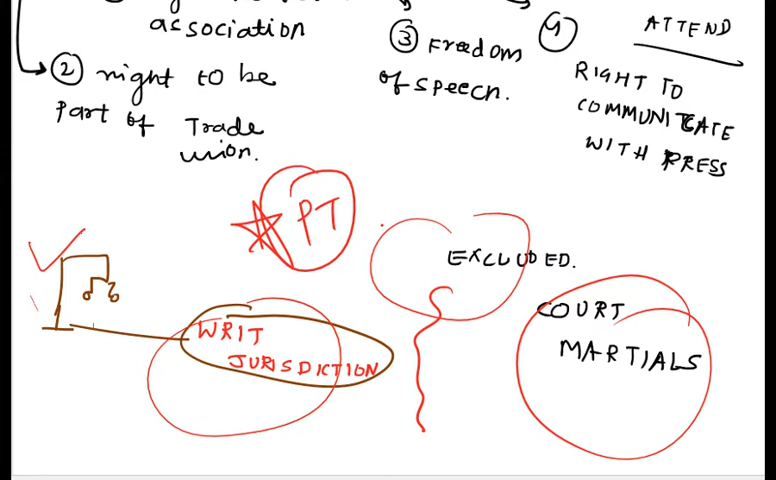 association
② right to be
Part of Trade
union.
③ Freedom
of speech.
④ ATTEND
RIGHT TO
COMMUNICATE
WITH PRESS
PT
EXCLUDED.
WRIT
JURISDICTION
COURT
MARTIALS